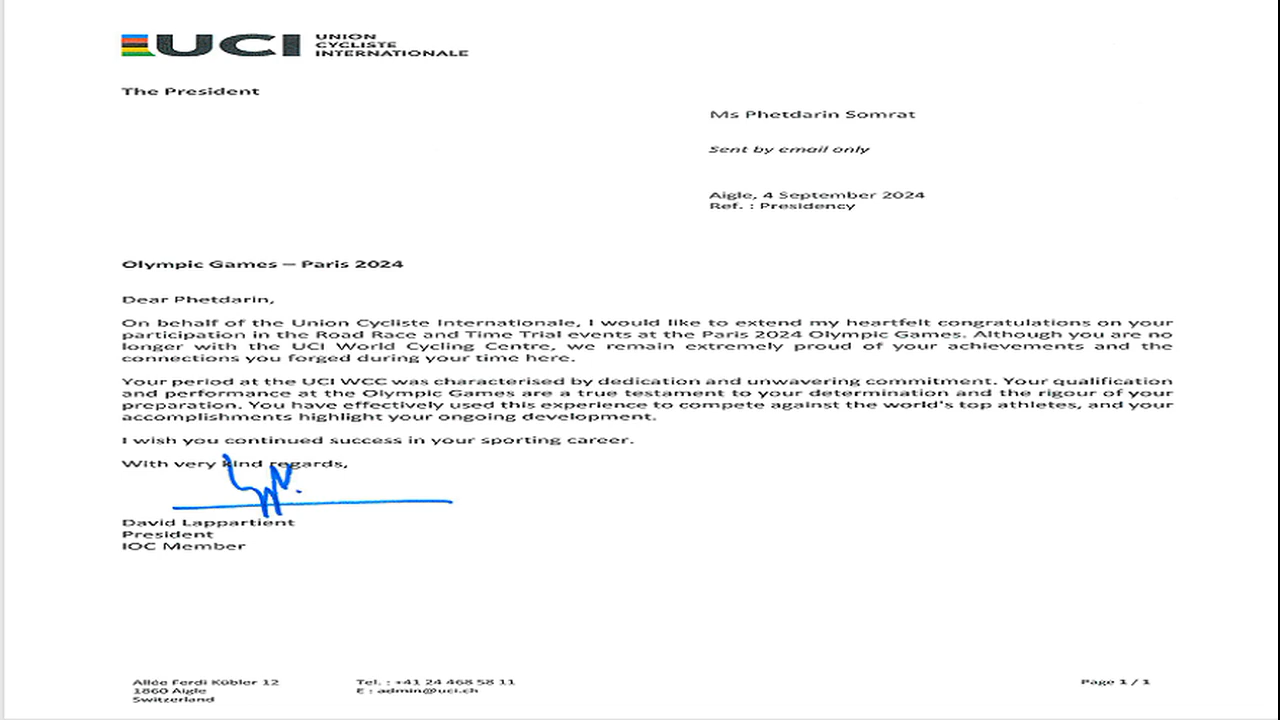 UCI
UNION
CYCLISTE
INTERNATIONALE
The President
Ms Phetdarin Somrat
Sent by email only
Aigle, 4 September 2024
Ref. : Presidency
Olympic Games – Paris 2024
Dear Phetdarin,
On behalf of the Union Cycliste Internationale, I would like to extend my heartfelt congratulations on your
participation in the Road Race and Time Trial events at the Paris 2024 Olympic Games. Although you are no
longer with the UCI World Cycling Centre, we remain extremely proud of your achievements and the
connections you forged during your time here.
Your period at the UCI WCC was characterised by dedication and unwavering commitment. Your qualification
and performance at the Olympic Games are a true testament to your determination and the rigour of your
preparation. You have effectively used this experience to compete against the world's top athletes, and your
accomplishments highlight your ongoing development.
I wish you continued success in your sporting career.
With very kind regards,
David Lappartient
President
IOC Member
Allée Ferdi Kübler 12
1860 Aigle
Switzerland
Tel. : +41 24 468 58 11
E : admin@uci.ch
Page 1 / 1